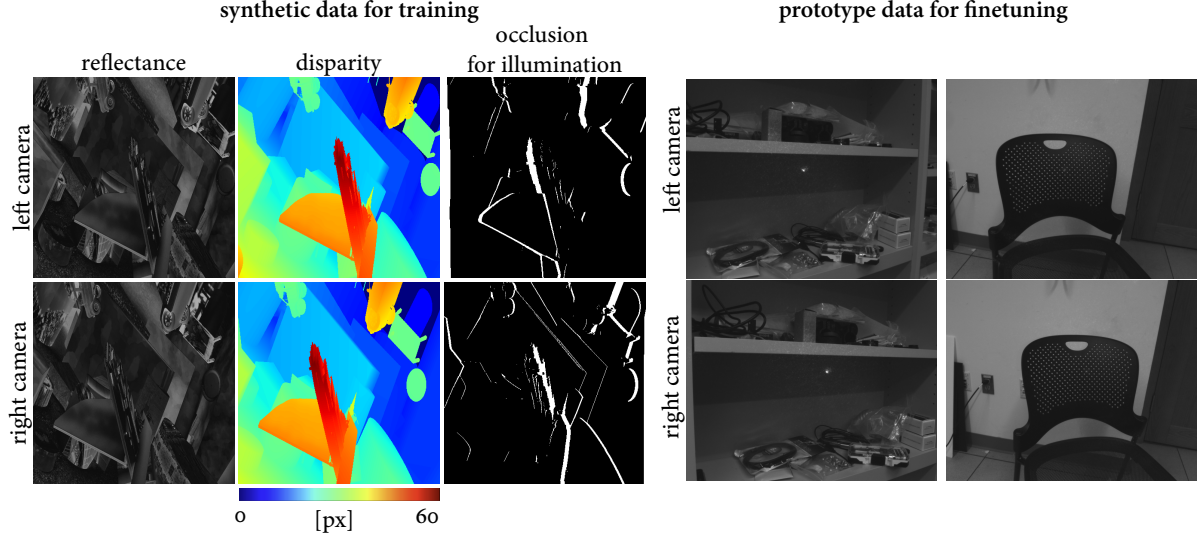 synthetic data for training
prototype data for finetuning
reflectance
disparity
occlusion
for illumination
left camera
right camera
left camera
right camera
0
[px]
60